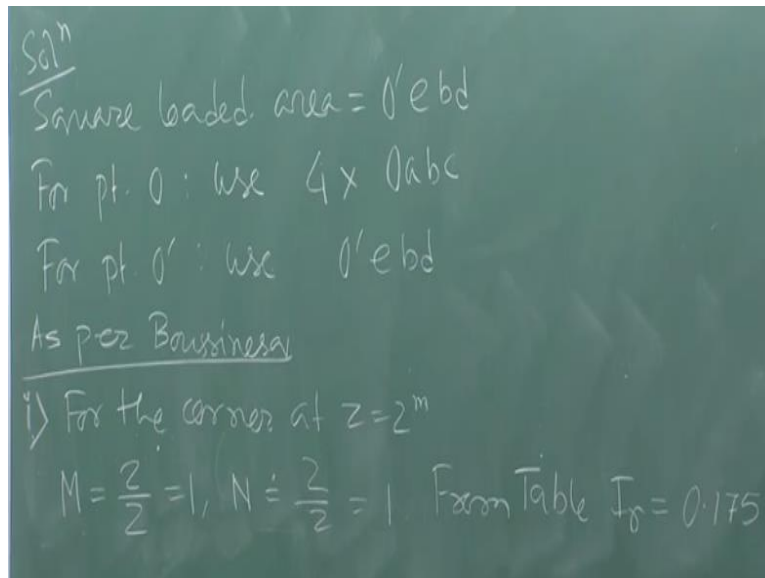 Solⁿ
Square loaded area = O'ebd
For pt. O : use 4 x Oabc
For pt. O' : use O'ebd
As per Boussinesq
i) For the corner at z=2ᵐ
M = 2/2 = 1, N = 2/2 = 1 From Table Iσ = 0.175